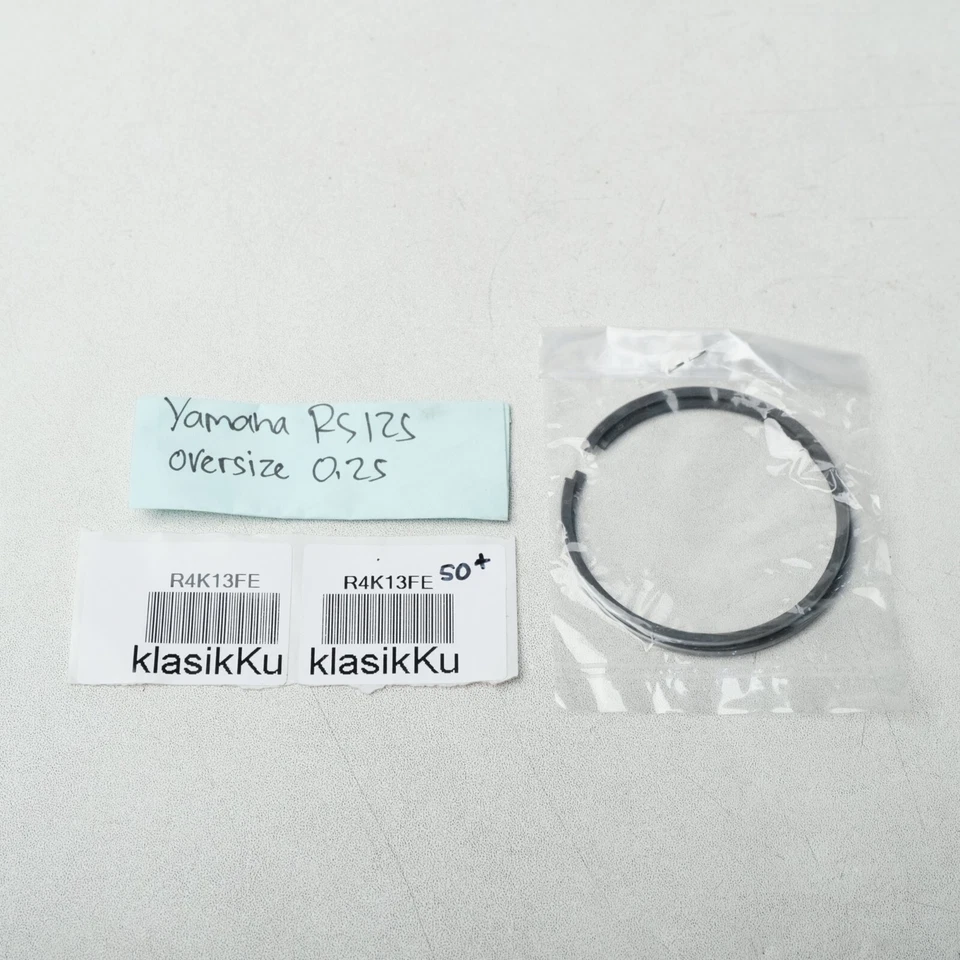 Yamaha RS125
oversize 0.25
R4K13FE
klasikKu
R4K13FE 50+
klasikKu